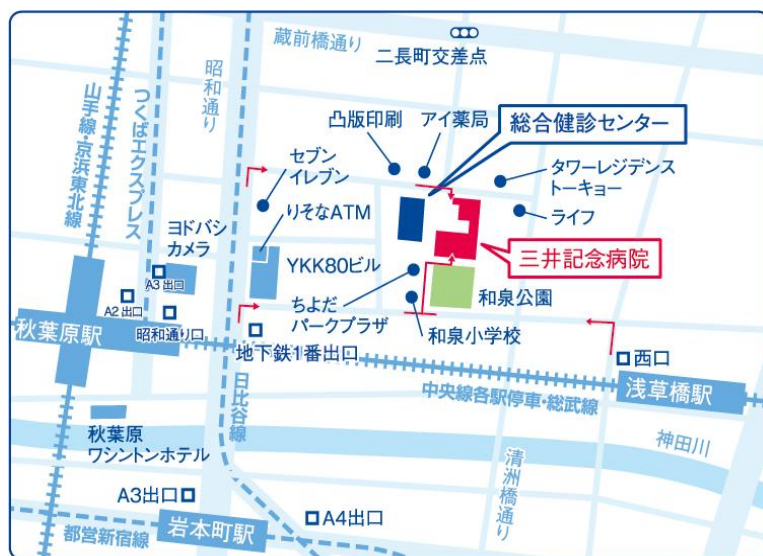 蔵前橋通り
二長町交差点
昭和通り
山手線・京浜東北線
つくばエクスプレス
凸版印刷
アイ薬局
総合健診センター
セブン
イレブン
タワーレジデンス
トーキョー
りそなATM
ライフ
ヨドバシ
カメラ
YKK80ビル
三井記念病院
A3出口
ちよだ
パークプラザ
和泉公園
A2出口
昭和通り口
和泉小学校
秋葉原駅
地下鉄1番出口
西口
日比谷線
中央線各駅停車・総武線
浅草橋駅
秋葉原
ワシントンホテル
神田川
清洲橋通り
A3出口
A4出口
岩本町駅
都営新宿線